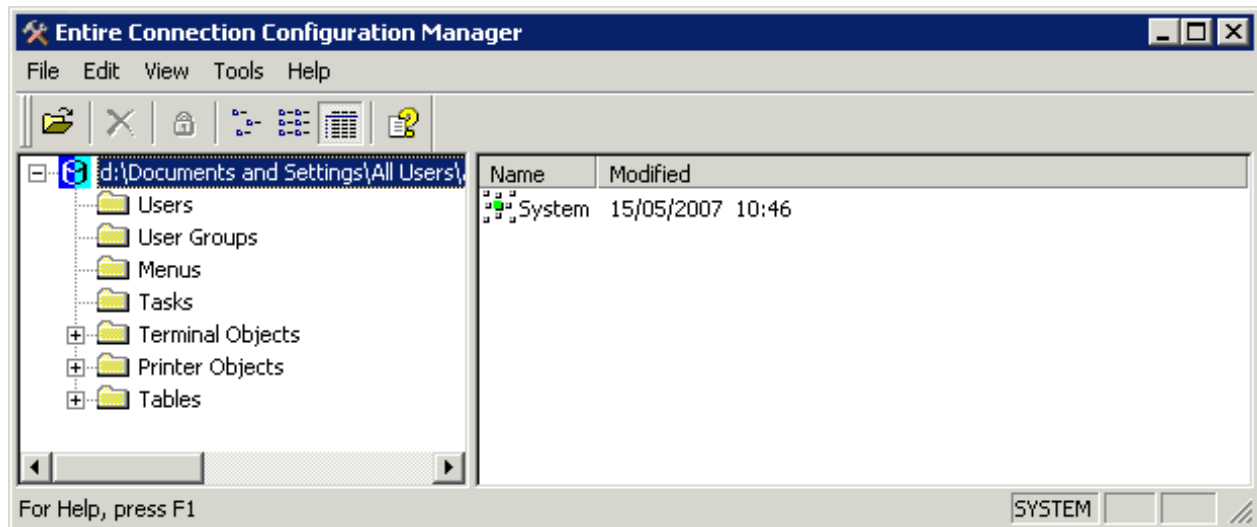 Entire Connection Configuration Manager
File Edit View Tools Help
d:\Documents and Settings\All Users\
Users
User Groups
Menus
Tasks
Terminal Objects
Printer Objects
Tables
Name Modified
System 15/05/2007 10:46
For Help, press F1
SYSTEM